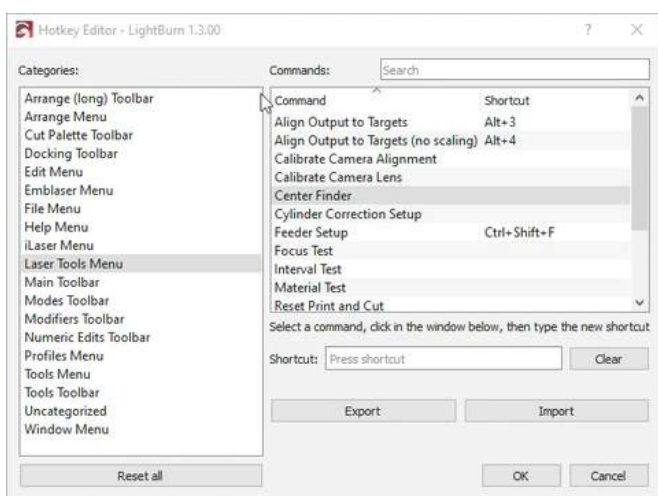 Hotkey Editor - LightBurn 1.3.00
?
Categories:
Arrange (long) Toolbar
Arrange Menu
Cut Palette Toolbar
Docking Toolbar
Edit Menu
Emblaser Menu
File Menu
Help Menu
iLaser Menu
Laser Tools Menu
Main Toolbar
Modes Toolbar
Modifiers Toolbar
Numeric Edits Toolbar
Profiles Menu
Tools Menu
Tools Toolbar
Uncategorized
Window Menu
Reset all
Commands: Search
Command Shortcut
Align Output to Targets Alt+3
Align Output to Targets (no scaling) Alt+4
Calibrate Camera Alignment
Calibrate Camera Lens
Center Finder
Cylinder Correction Setup
Feeder Setup Ctrl+Shift+F
Focus Test
Interval Test
Material Test
Reset Print and Cut
Select a command, click in the window below, then type the new shortcut
Shortcut: Press shortcut Clear
Export Import
OK Cancel